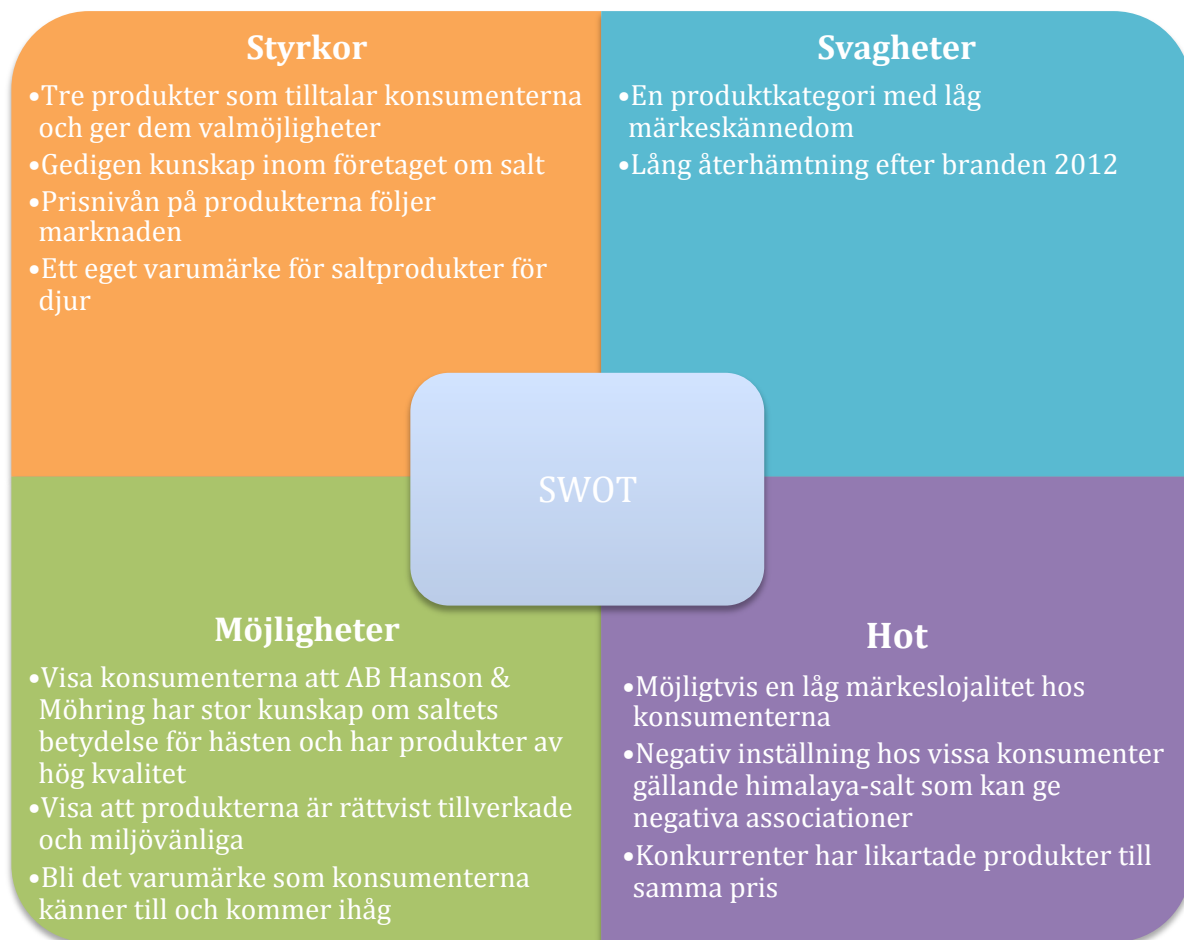 Styrkor
•Tre produkter som tilltalar konsumenterna
och ger dem valmöjligheter
•Gedigen kunskap inom företaget om salt
•Prisnivån på produkterna följer
marknaden
•Ett eget varumärke för saltprodukter för
djur
Svagheter
•En produktkategori med låg
märkeskännedom
•Lång återhämtning efter branden 2012
SWOT
Möjligheter
•Visa konsumenterna att AB Hanson &
Möhring har stor kunskap om saltets
betydelse för hästen och har produkter av
hög kvalitet
•Visa att produkterna är rättvist tillverkade
och miljövänliga
•Bli det varumärke som konsumenterna
känner till och kommer ihåg
Hot
•Möjligtvis en låg märkeslojalitet hos
konsumenterna
•Negativ inställning hos vissa konsumenter
gällande himalaya-salt som kan ge
negativa associationer
•Konkurrenter har likartade produkter till
samma pris